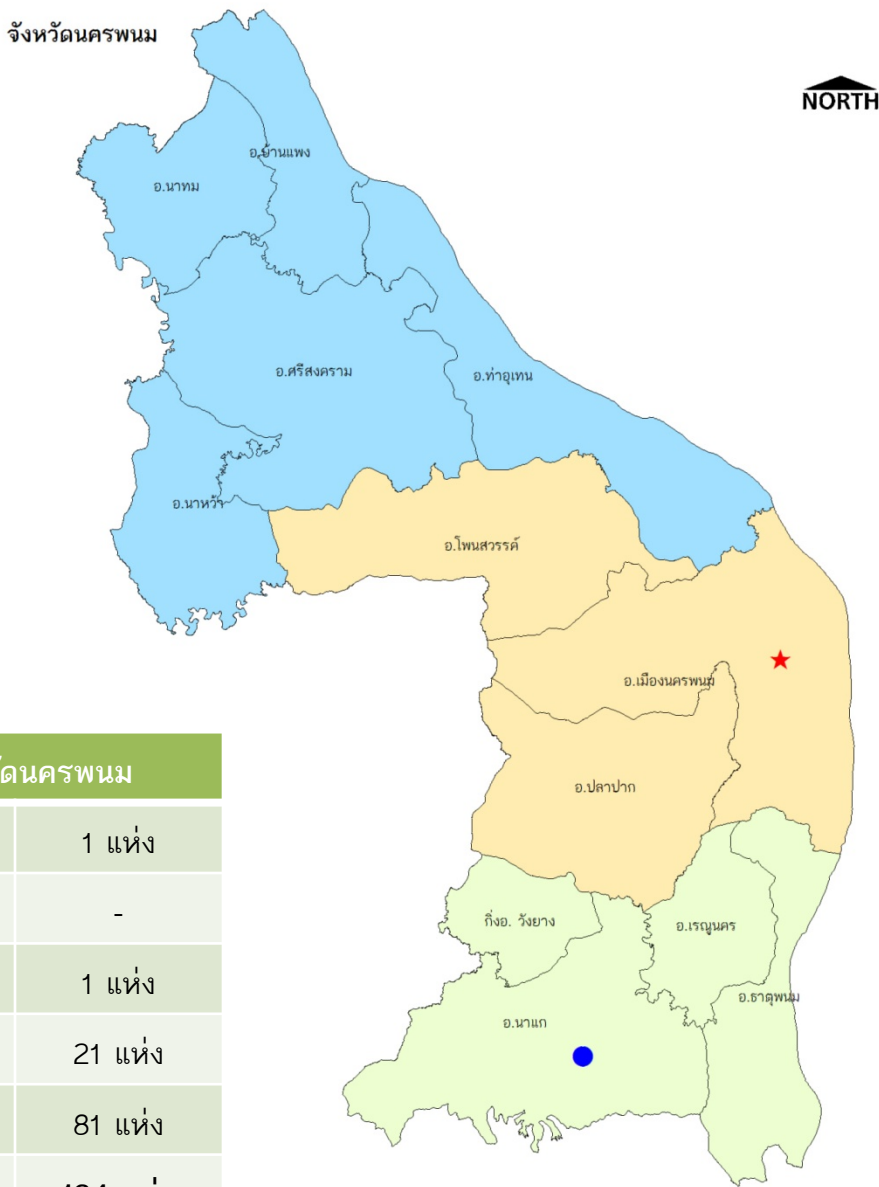 จังหวัดนครพนม
NORTH
อ.บ้านแพง
อ.นาทม
อ.ศรีสงคราม
อ.ท่าอุเทน
อ.นาหว้า
อ.โพนสวรรค์
อ.เมืองนครพนม
อ.ปลาปาก
กิ่งอ. วังยาง
อ.เรณูนคร
อ.ธาตุพนม
อ.นาแก
นครพนม
1 แห่ง
-
1 แห่ง
21 แห่ง
81 แห่ง